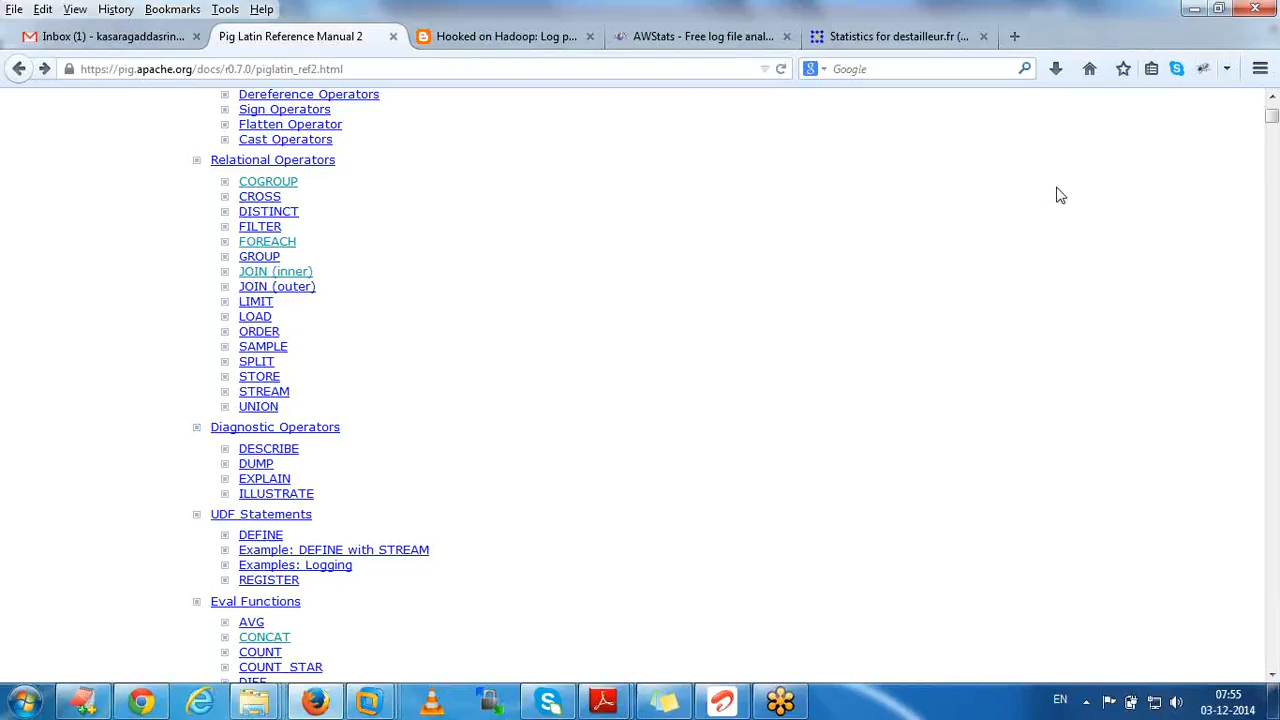 File Edit View History Bookmarks Tools Help
Inbox (1) - kasaragaddasrin... Pig Latin Reference Manual 2 Hooked on Hadoop: Log p... AWStats - Free log file anal... Statistics for destailleur.fr (...
https://pig.apache.org/docs/r0.7.0/piglatin_ref2.html Google
Dereference Operators
Sign Operators
Flatten Operator
Cast Operators
Relational Operators
COGROUP
CROSS
DISTINCT
FILTER
FOREACH
GROUP
JOIN (inner)
JOIN (outer)
LIMIT
LOAD
ORDER
SAMPLE
SPLIT
STORE
STREAM
UNION
Diagnostic Operators
DESCRIBE
DUMP
EXPLAIN
ILLUSTRATE
UDF Statements
DEFINE
Example: DEFINE with STREAM
Examples: Logging
REGISTER
Eval Functions
AVG
CONCAT
COUNT
COUNT_STAR
DIFF
EN 07:55
03-12-2014